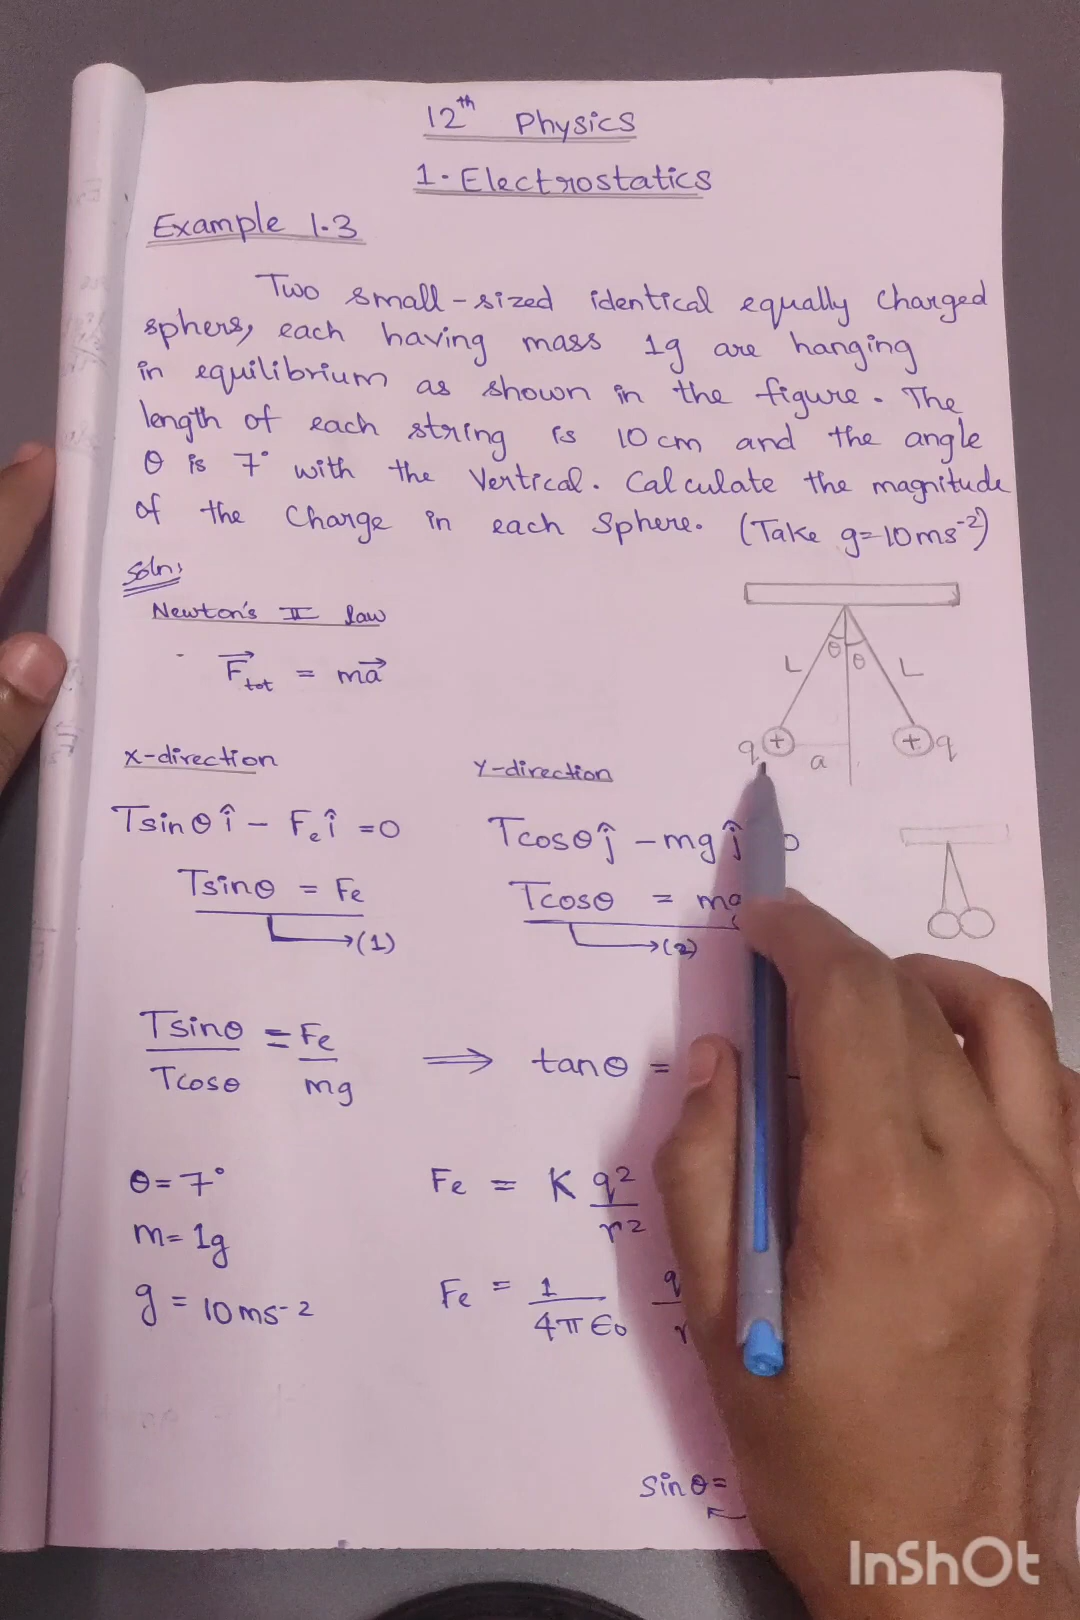 12th Physics
1. Electrostatics
Example 1.3
Two small-sized identical equally charged
sphers, each having mass 1g are hanging
in equilibrium as shown in the figure. The
length of each string is 10 cm and the angle
θ is 7° with the Vertical. Calculate the magnitude
of the Charge in each Sphere. (Take g=10ms⁻²)
Soln:
Newton's II law
F⃗tot = ma⃗
θ θ
L L
q + + q
a
X-direction
Y-direction
Tsinθ î - Fe î = 0
Tcosθ ĵ - mg ĵ 0
Tsinθ = Fe
Tcosθ = mg
→(1)
→(2)
Tsinθ/Tcosθ = Fe/mg ⟹ tanθ =
θ = 7°
Fe = K q²/r²
m = 1g
g = 10ms-2
Fe = 1/4πϵ₀ q/r
Sinθ=
InShOt